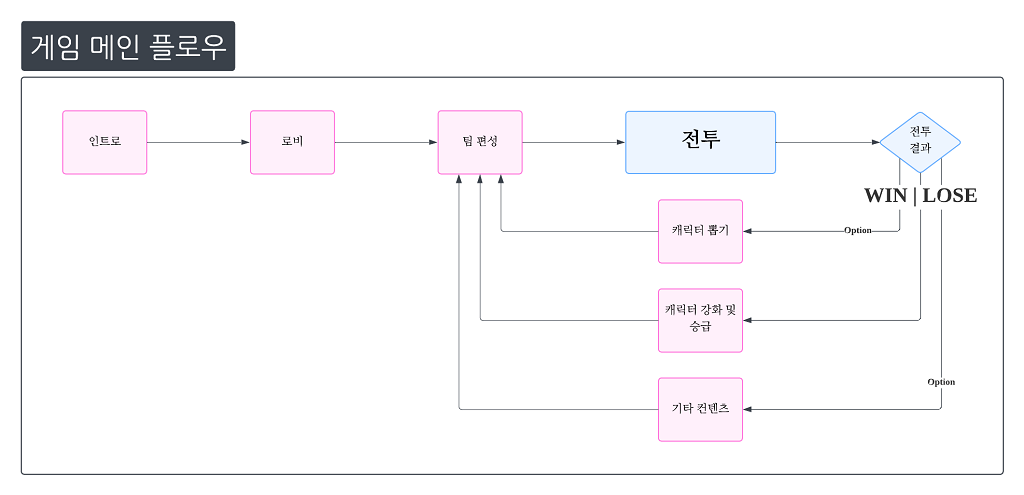 게임 메인 플로우
인트로
로비
팀 편성
전투
전투
결과
WIN | LOSE
캐릭터 뽑기
Option
캐릭터 강화 및
승급
Option
기타 컨텐츠